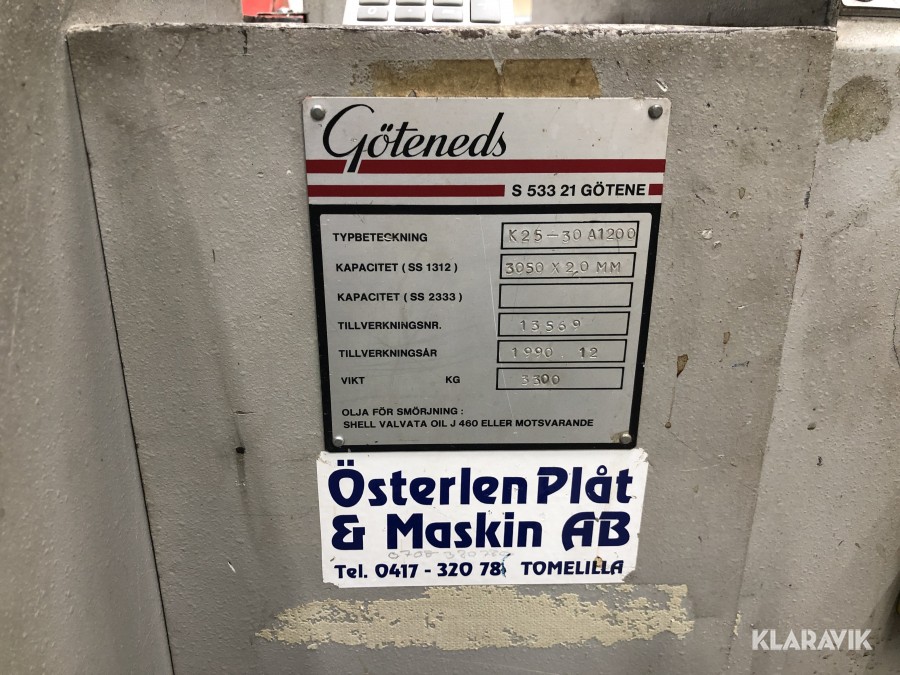 Göteneds
S 533 21 GÖTENE
TYPBETECKNING K25-30 A1200
KAPACITET ( SS 1312 ) 3050 X 2,0 MM
KAPACITET ( SS 2333 )
TILLVERKNINGSNR. 13569
TILLVERKNINGSÅR 1990 12
VIKT KG 3300
OLJA FÖR SMÖRJNING :
SHELL VALVATA OIL J 460 ELLER MOTSVARANDE
Österlen Plåt
& Maskin AB
Tel. 0417 - 320 78 TOMELILLA
KLARAVIK